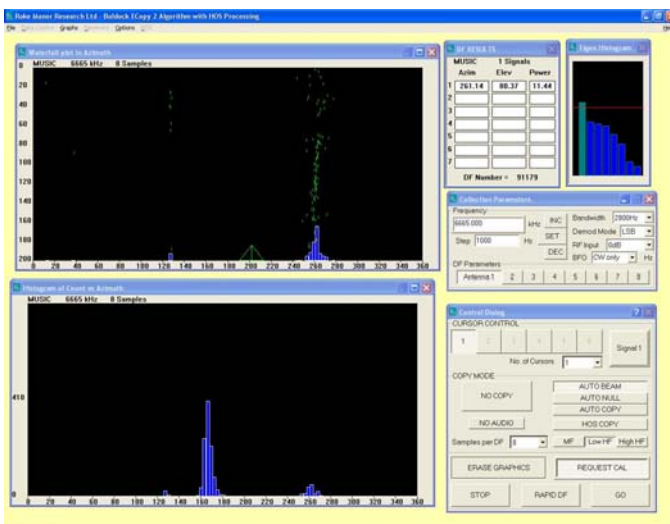 Roke Manor Research Ltd - Baldock ICopy 2 Algorithm with HOS Processing
File Graphs Options
Waterfall plot to Azimuth
MUSIC 6665 kHz 8 Samples
0
20
40
60
80
100
120
140
160
180
200
0 20 40 60 80 100 120 140 160 180 200 220 240 260 280 300 320 340 360
Histogram of Count vs Azimuth
MUSIC 6665 kHz 8 Samples
410
0
0 20 40 60 80 100 120 140 160 180 200 220 240 260 280 300 320 340 360
DF RESULTS
MUSIC 1 Signals
Azim Elev Power
1 261.14 80.37 11.44
2
3
4
5
6
7
DF Number = 91179
Eigen Histogram
Collection Parameters
Frequency
6665.000 kHz
Step 1000 Hz
INC
SET
DEC
Bandwidth 2800Hz
Demod Mode LSB
RF Input 0dB
BFO CW only Hz
DF Parameters
Antenna 1 2 3 4 5 6 7 8
Control Dialog
CURSOR CONTROL
1 2 3 4 5 6
Signal 1
No. of Cursors 1
COPY MODE
NO COPY
AUTO BEAM
AUTO NULL
AUTO COPY
NO AUDIO
HOS COPY
Samples per DF 8
MF Low HF High HF
ERASE GRAPHICS REQUEST CAL
STOP RAPID DF GO